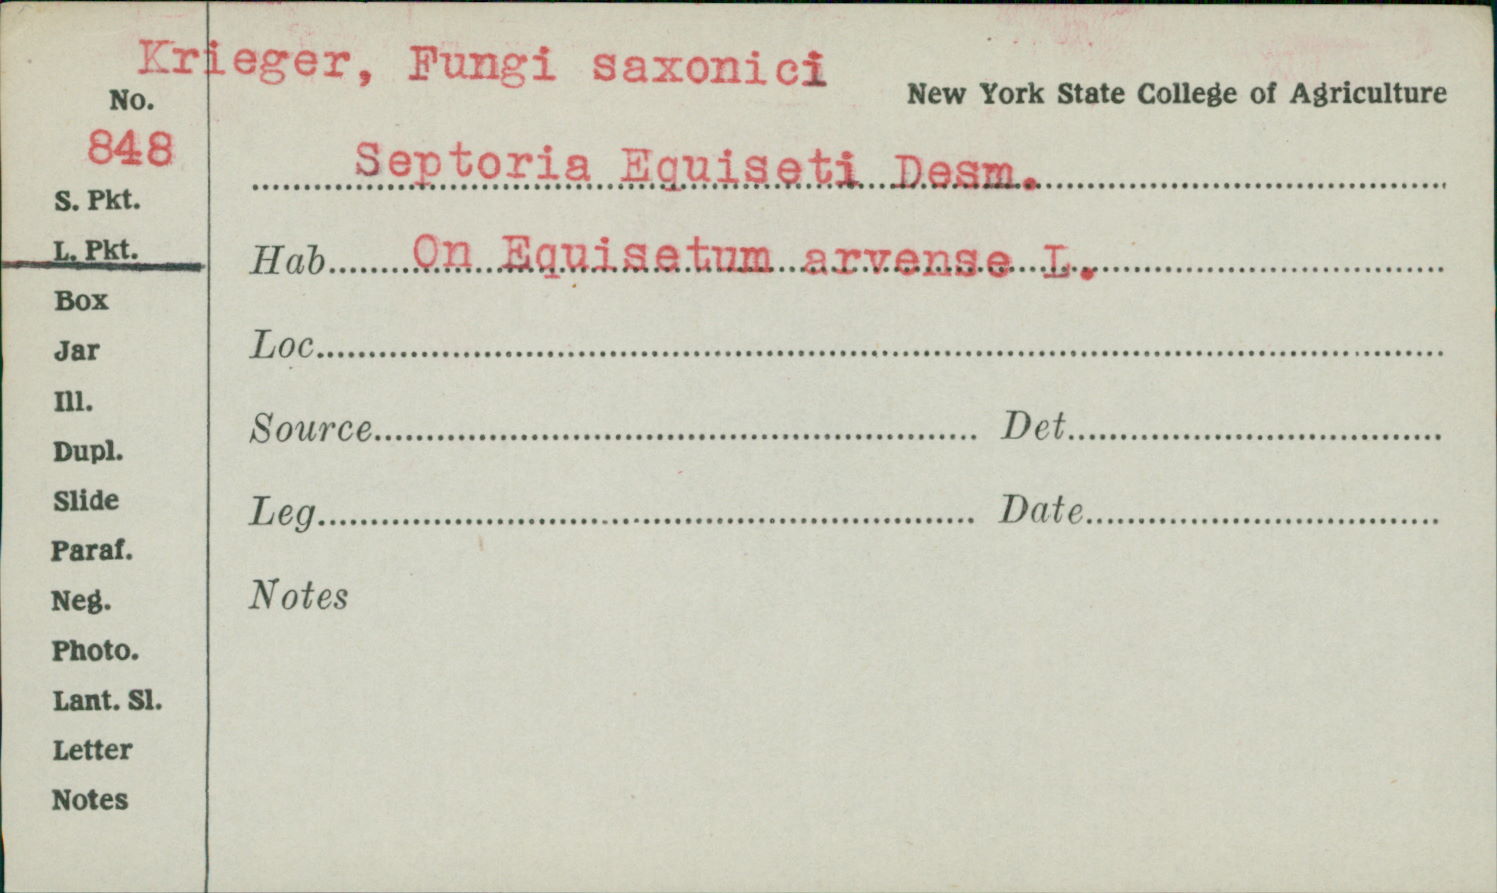 Krieger, Fungi saxonici
New York State College of Agriculture
No.
848
Septoria Equiseti Desm.
S. Pkt.
L. Pkt.
Hab. On Equisetum arvense L.
Box
Jar
Loc.
Ill.
Dupl.
Source Det.
Slide
Leg. Date
Paraf.
Neg.
Notes
Photo.
Lant. Sl.
Letter
Notes